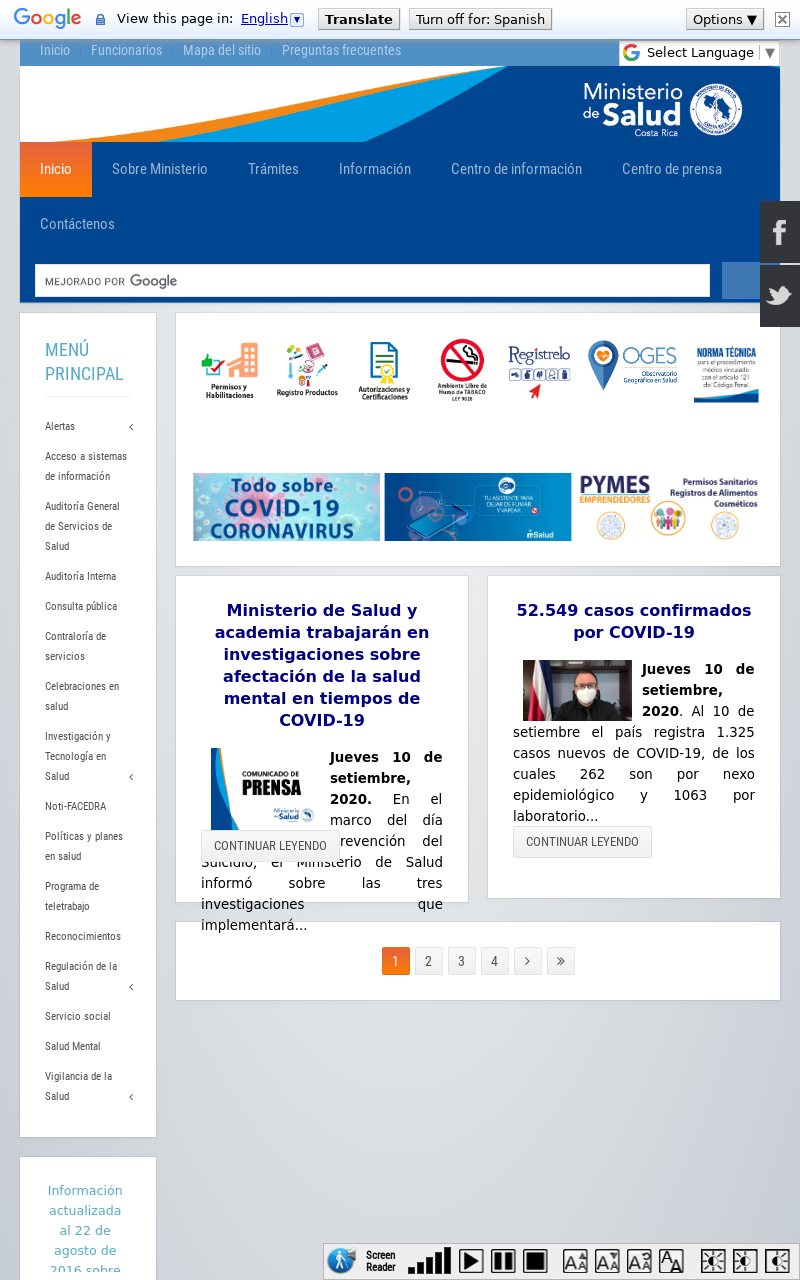 Google View this page in: English Translate Turn off for: Spanish Options ▼
Inicio Funcionarios Mapa del sitio Preguntas frecuentes
Select Language ▼
Ministerio
de Salud
Costa Rica
Inicio Sobre Ministerio Trámites Información Centro de información Centro de prensa
Contáctenos
MEJORADO POR Google
MENÚ
PRINCIPAL
Alertas
Acceso a sistemas
de información
Auditoría General
de Servicios de
Salud
Auditoría Interna
Consulta pública
Contraloría de
servicios
Celebraciones en
salud
Investigación y
Tecnología en
Salud
Noti-FACEDRA
Políticas y planes
en salud
Programa de
teletrabajo
Reconocimientos
Regulación de la
Salud
Servicio social
Salud Mental
Vigilancia de la
Salud
Información
actualizada
al 22 de
agosto de
2016 sobre
Permisos y
Habilitaciones
Registro Productos
Autorizaciones y
Certificaciones
Ambiente Libre de
Humo de TABACO
LEY 9028
Regístrelo
OGES
Observatorio
Geográfico en Salud
NORMA TÉCNICA
para el procedimiento
médico vinculado
con el artículo 121
del Código Penal.
Todo sobre
COVID-19
CORONAVIRUS
TU ASISTENTE PARA
DEJAR DE FUMAR
Y VAPEAR
mSalud
PYMES
EMPRENDEDORES
Permisos Sanitarios
Registros de Alimentos
Cosméticos
Ministerio de Salud y
academia trabajarán en
investigaciones sobre
afectación de la salud
mental en tiempos de
COVID-19
COMUNICADO DE
PRENSA
Ministerio
de Salud
Jueves 10 de
setiembre,
2020. En el
marco del día
revención del
Suicidio, el Ministerio de Salud
informó sobre las tres
investigaciones que
implementará...
CONTINUAR LEYENDO
52.549 casos confirmados
por COVID-19
Jueves 10 de
setiembre,
2020. Al 10 de
setiembre el país registra 1.325
casos nuevos de COVID-19, de los
cuales 262 son por nexo
epidemiológico y 1063 por
laboratorio...
CONTINUAR LEYENDO
1 2 3 4 › »
Screen
Reader